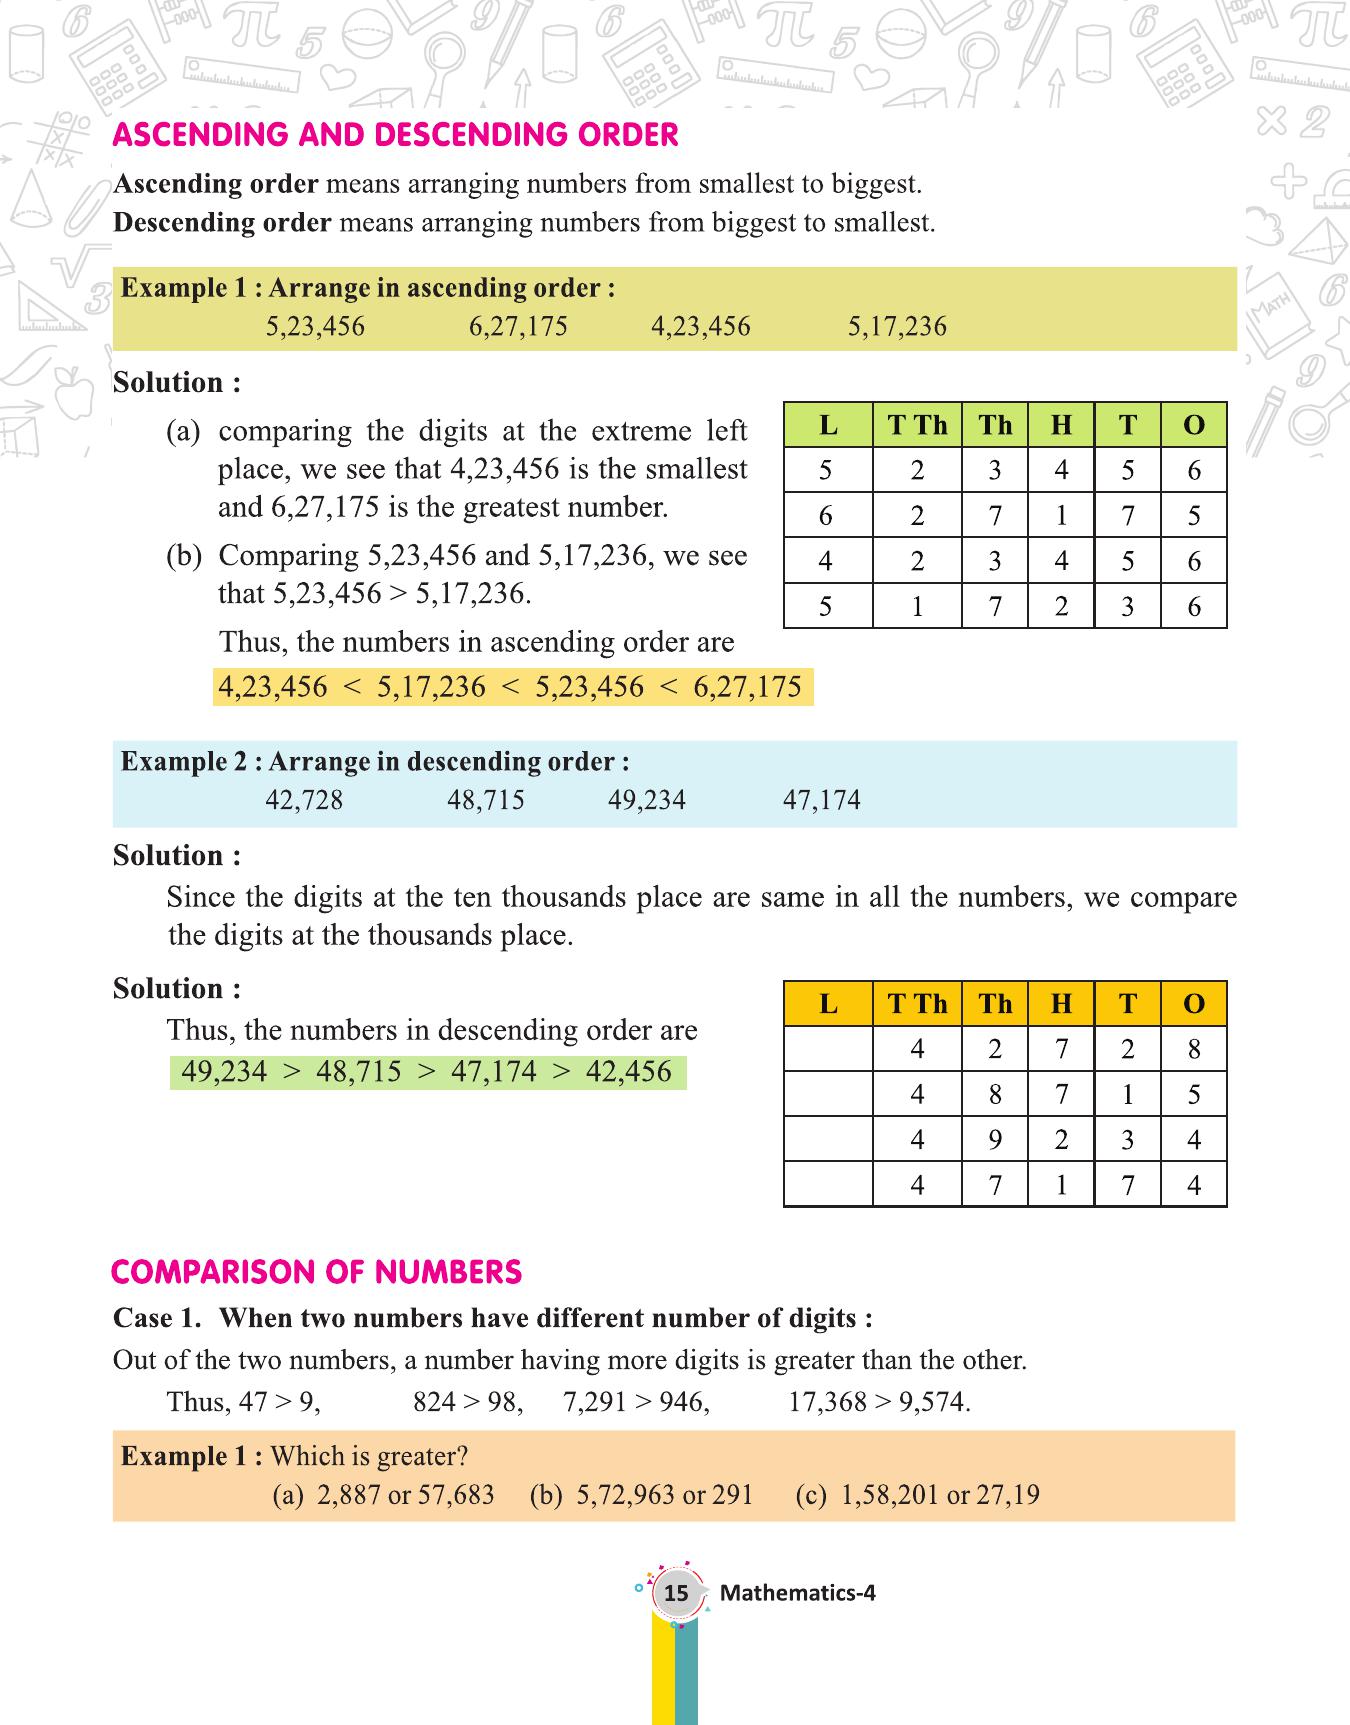 ASCENDING AND DESCENDING ORDER
Ascending order means arranging numbers from smallest to biggest.
Descending order means arranging numbers from biggest to smallest.
Example 1 : Arrange in ascending order :
5,23,456 6,27,175 4,23,456 5,17,236
Solution :
(a) comparing the digits at the extreme left
place, we see that 4,23,456 is the smallest
and 6,27,175 is the greatest number.
(b) Comparing 5,23,456 and 5,17,236, we see
that 5,23,456 > 5,17,236.
Thus, the numbers in ascending order are
4,23,456 < 5,17,236 < 5,23,456 < 6,27,175
L T Th Th H T O
5 2 3 4 5 6
6 2 7 1 7 5
4 2 3 4 5 6
5 1 7 2 3 6
Example 2 : Arrange in descending order :
42,728 48,715 49,234 47,174
Solution :
Since the digits at the ten thousands place are same in all the numbers, we compare
the digits at the thousands place.
Solution :
Thus, the numbers in descending order are
49,234 > 48,715 > 47,174 > 42,456
L T Th Th H T O
4 2 7 2 8
4 8 7 1 5
4 9 2 3 4
4 7 1 7 4
COMPARISON OF NUMBERS
Case 1. When two numbers have different number of digits :
Out of the two numbers, a number having more digits is greater than the other.
Thus, 47 > 9, 824 > 98, 7,291 > 946, 17,368 > 9,574.
Example 1 : Which is greater?
(a) 2,887 or 57,683 (b) 5,72,963 or 291 (c) 1,58,201 or 27,19
15 Mathematics-4